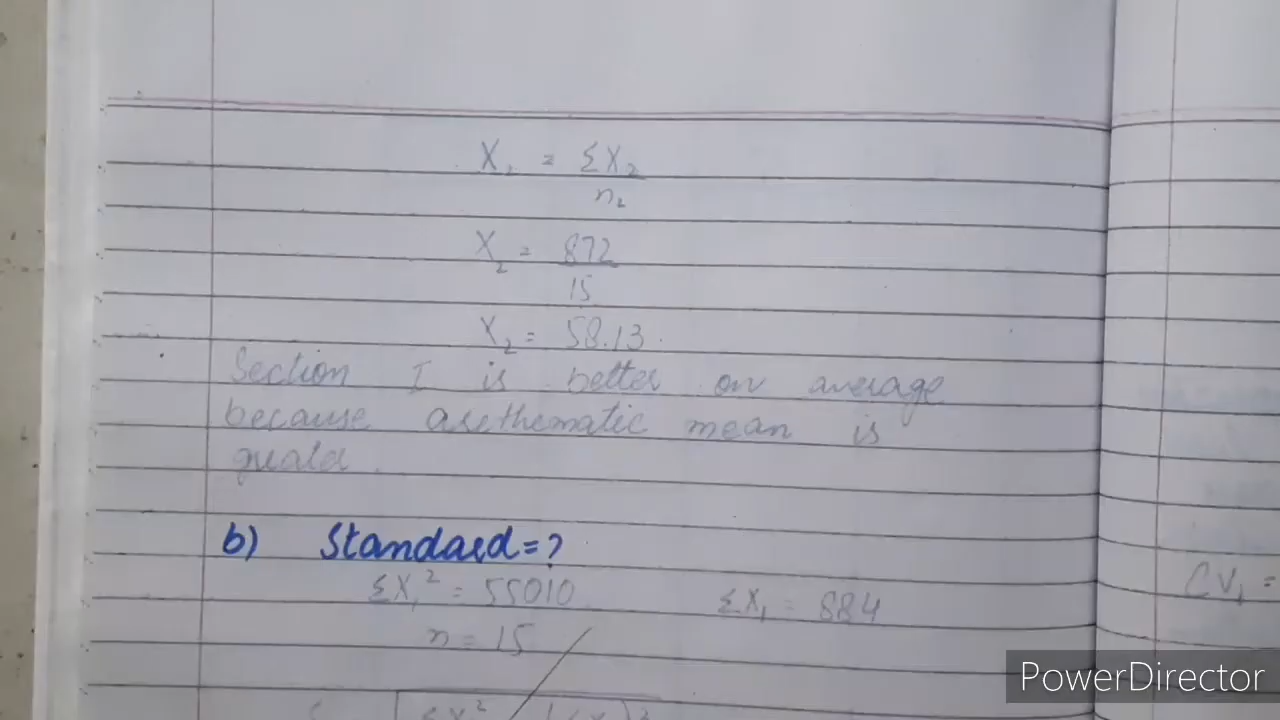 X₂ = ΣX₂
n₂
X₂ = 872
15
X₂ = 58.13.
Section I is better on average
because arethematic mean is
b) Standard = ?
ΣX₁² = 55010 ΣX₁ = 884
n = 15
CV₁ =
PowerDirector